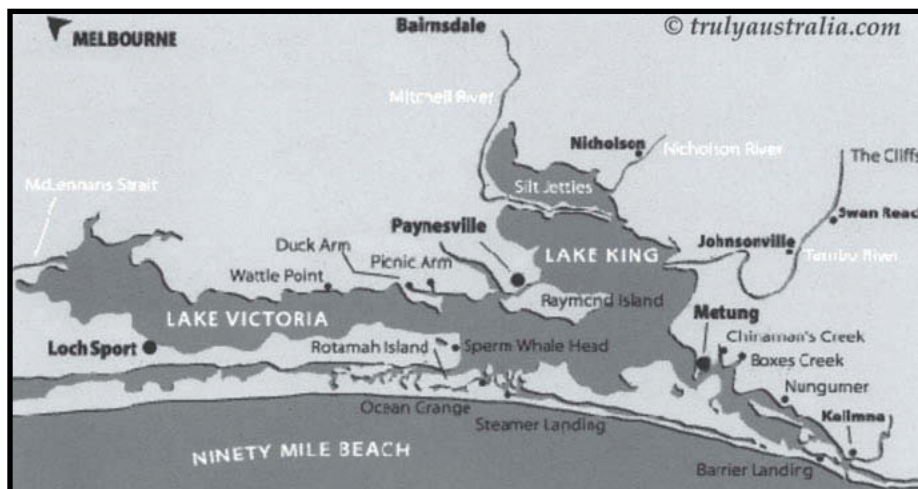 © trulyaustralia.com
MELBOURNE
Bairnsdale
Mitchell River
Nicholson
Nicholson River
The Cliffs
McLennans Strait
Silt Jetties
Swan Reach
Paynesville
Johnsonville
Tambo River
Duck Arm
LAKE KING
Picnic Arm
Wattle Point
Raymond Island
Metung
LAKE VICTORIA
Chinaman's Creek
Loch Sport
Rotamah Island
Sperm Whale Head
Boxes Creek
Nungurner
Ocean Grange
Kalimna
Steamer Landing
NINETY MILE BEACH
Barrier Landing